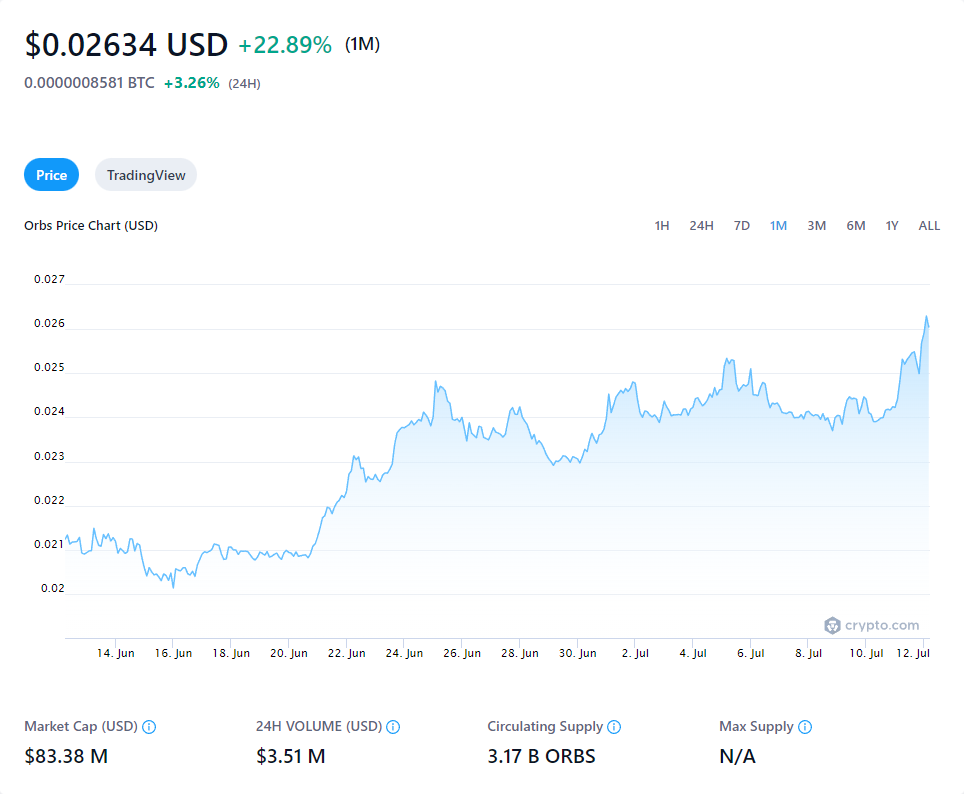 $0.02634 USD +22.89% (1M)
0.0000008581 BTC +3.26% (24H)
Price TradingView
Orbs Price Chart (USD) 1H 24H 7D 1M 3M 6M 1Y ALL
0.027
0.026
0.025
0.024
0.023
0.022
0.021
0.02
crypto.com
14. Jun 16. Jun 18. Jun 20. Jun 22. Jun 24. Jun 26. Jun 28. Jun 30. Jun 2. Jul 4. Jul 6. Jul 8. Jul 10. Jul 12. Jul
Market Cap (USD) 24H VOLUME (USD) Circulating Supply Max Supply
$83.38 M $3.51 M 3.17 B ORBS N/A